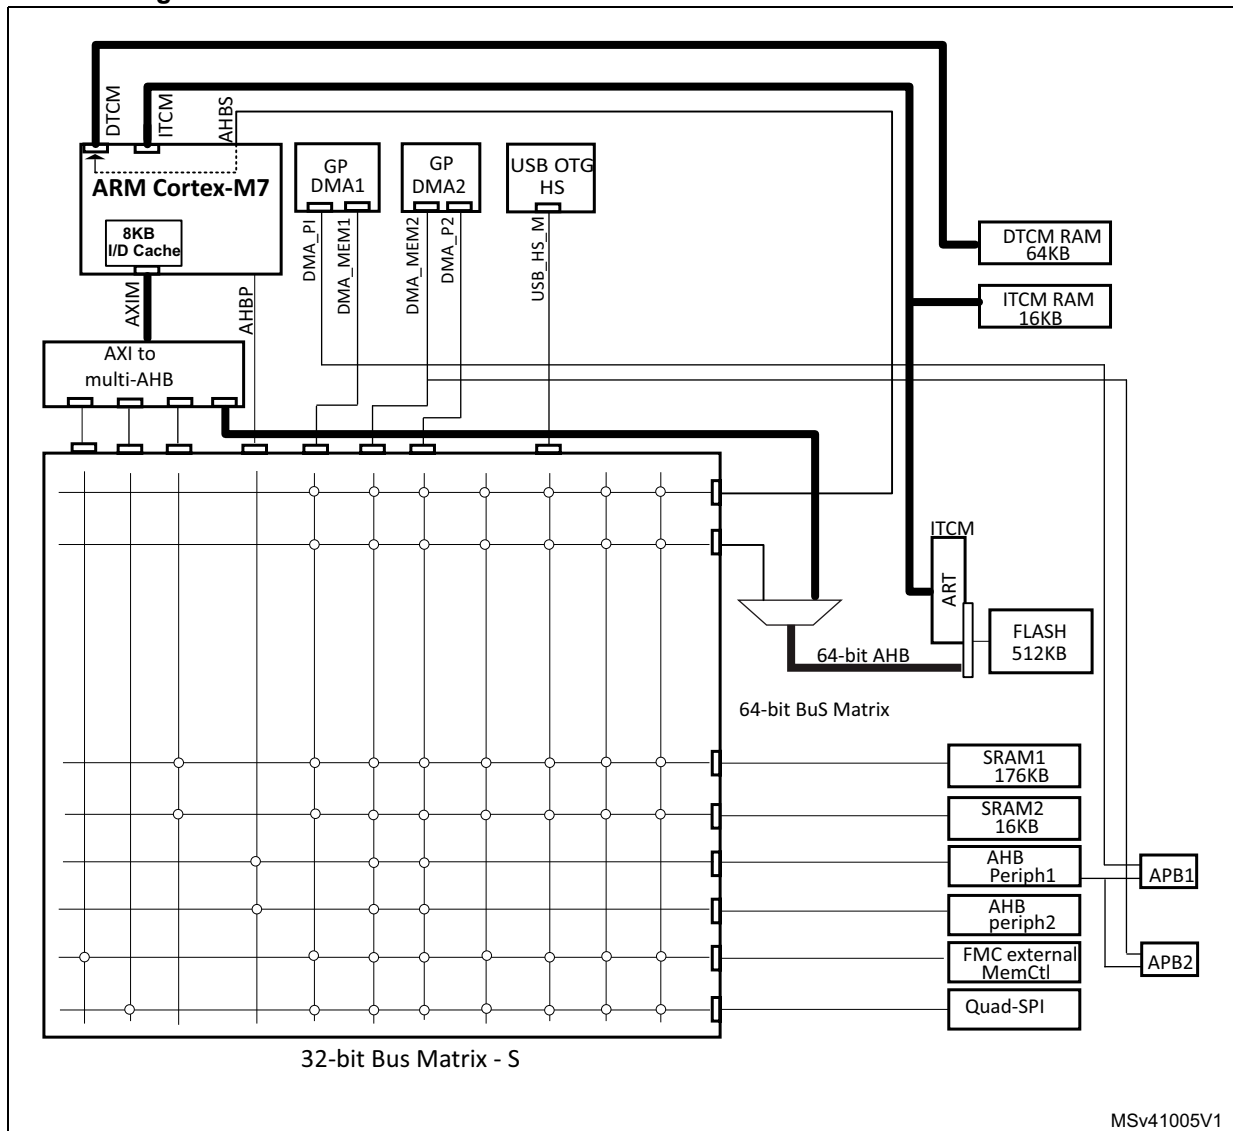 DTCM
ITCM
AHBS
ARM Cortex-M7
8KB
I/D Cache
GP
DMA1
GP
DMA2
USB OTG
HS
AXIM
AHBP
DMA_PI
DMA_MEM1
DMA_MEM2
DMA_P2
USB_HS_M
DTCM RAM
64KB
ITCM RAM
16KB
AXI to
multi-AHB
ITCM
ART
FLASH
512KB
64-bit AHB
64-bit BuS Matrix
SRAM1
176KB
SRAM2
16KB
AHB
Periph1
APB1
AHB
periph2
FMC external
MemCtl
APB2
Quad-SPI
32-bit Bus Matrix - S
MSv41005V1